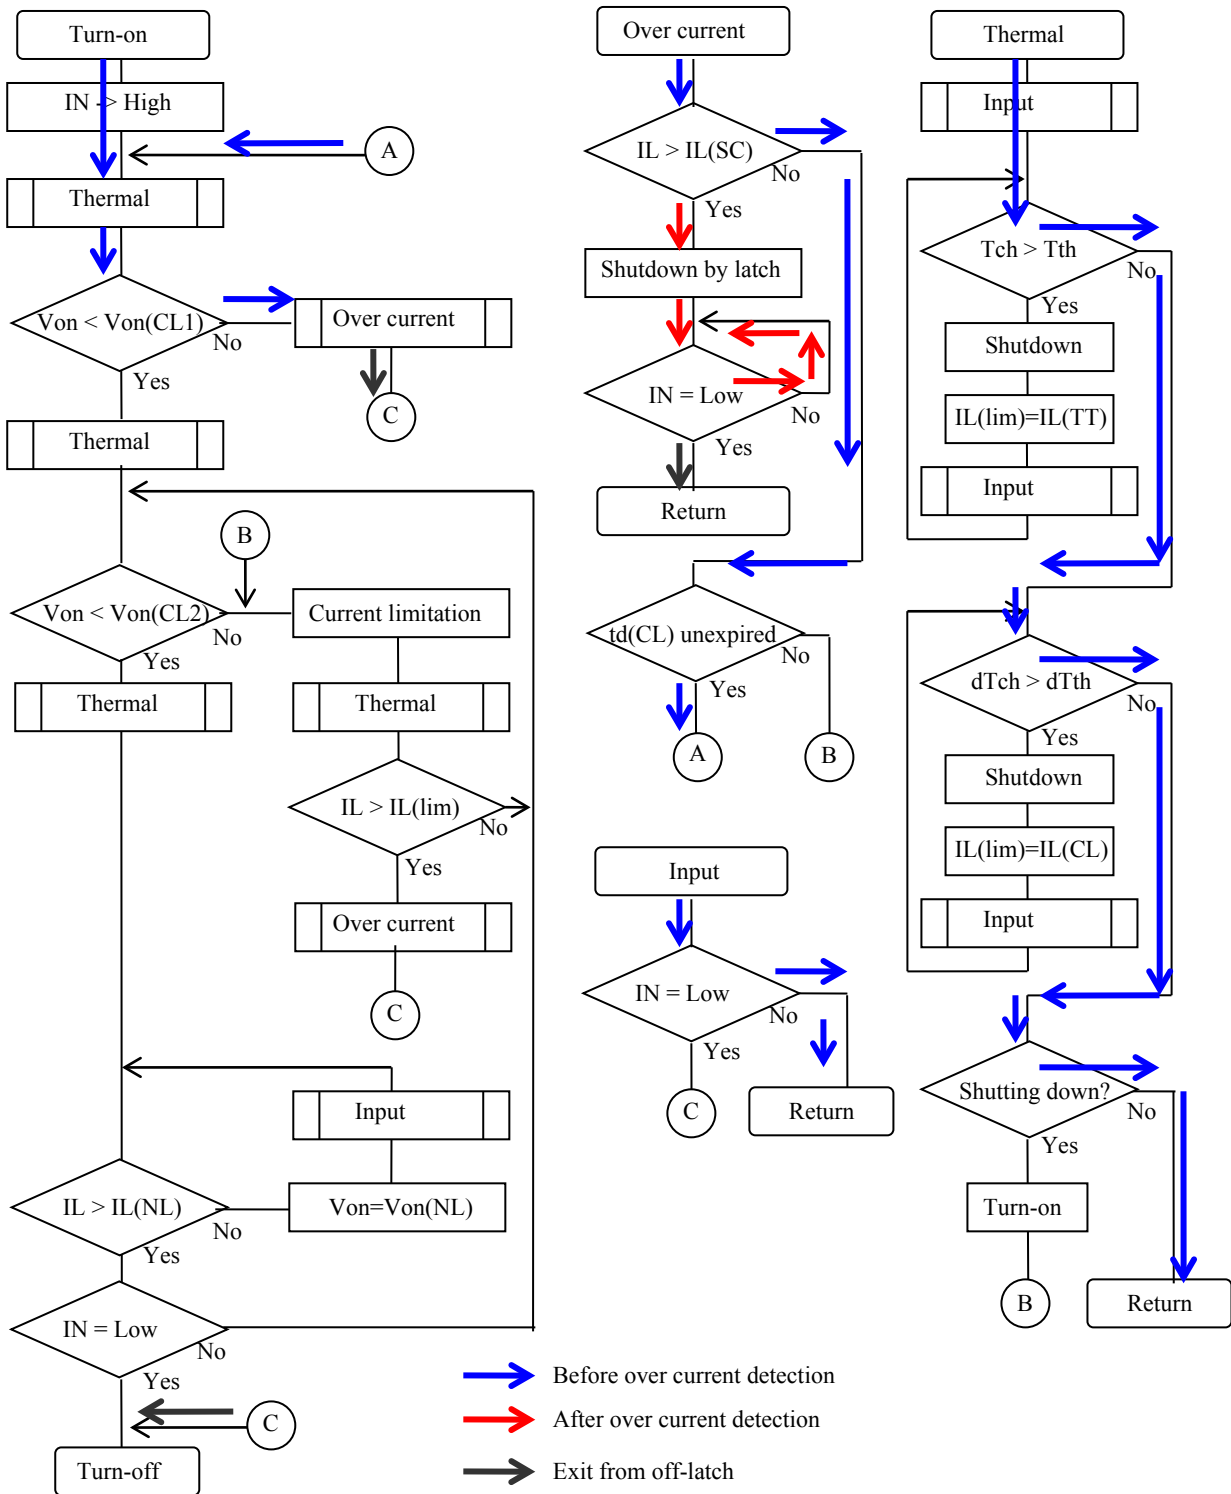 Turn-on
IN -> High
A
Thermal
Von < Von(CL1)
No
Yes
Over current
C
Thermal
B
Von < Von(CL2)
No
Yes
Current limitation
Thermal
Thermal
IL > IL(lim)
No
Yes
Over current
C
Input
IL > IL(NL)
No
Yes
Von=Von(NL)
IN = Low
No
Yes
C
Turn-off
Over current
IL > IL(SC)
No
Yes
Shutdown by latch
IN = Low
No
Yes
Return
td(CL) unexpired
No
Yes
A
B
Input
IN = Low
No
Yes
C
Return
Thermal
Input
Tch > Tth
No
Yes
Shutdown
IL(lim)=IL(TT)
Input
dTch > dTth
No
Yes
Shutdown
IL(lim)=IL(CL)
Input
Shutting down?
No
Yes
Turn-on
B
Return
Before over current detection
After over current detection
Exit from off-latch